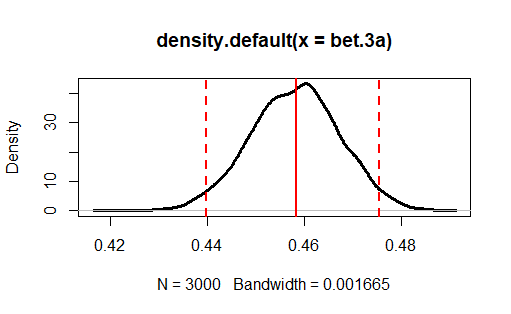 density.default(x = bet.3a)
Density
30
10
0
0.42 0.44 0.46 0.48
N = 3000 Bandwidth = 0.001665